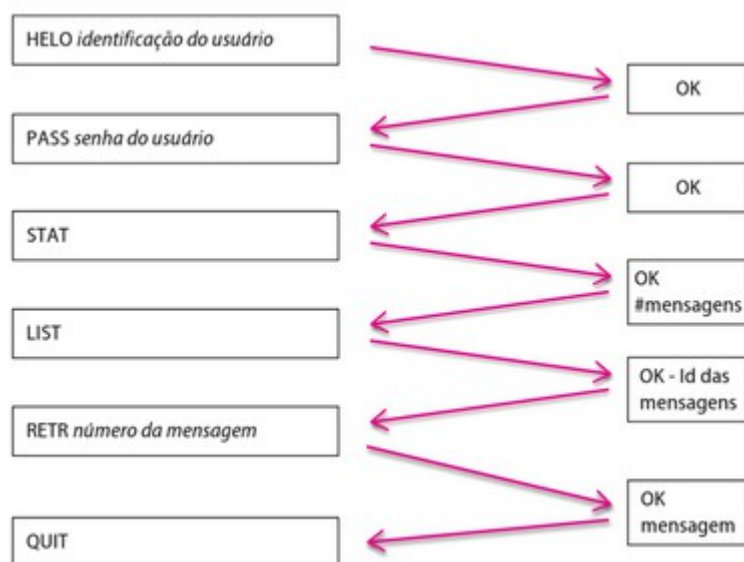 HELO identificação do usuário
OK
PASS senha do usuário
OK
STAT
OK
#mensagens
LIST
OK - Id das
mensagens
RETR número da mensagem
OK
mensagem
QUIT